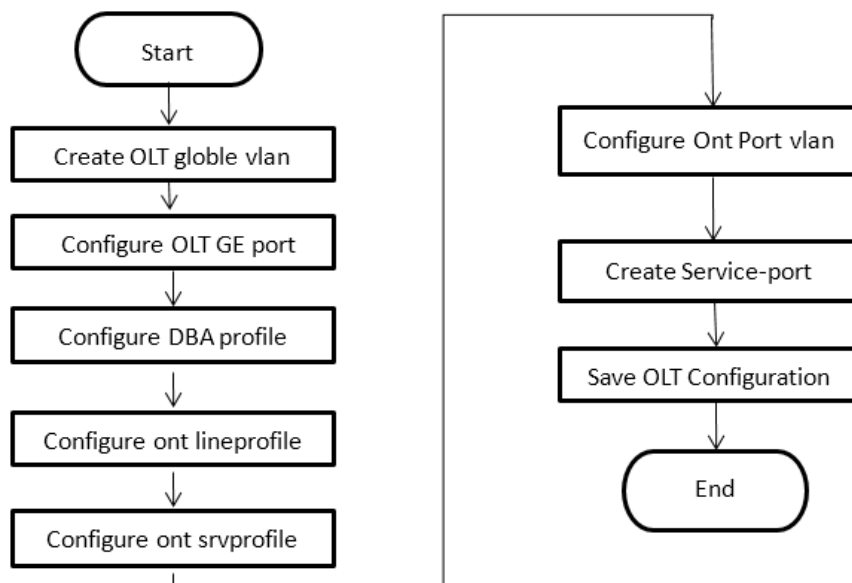 Start
Create OLT globle vlan
Configure OLT GE port
Configure DBA profile
Configure ont lineprofile
Configure ont srvprofile
Configure Ont Port vlan
Create Service-port
Save OLT Configuration
End